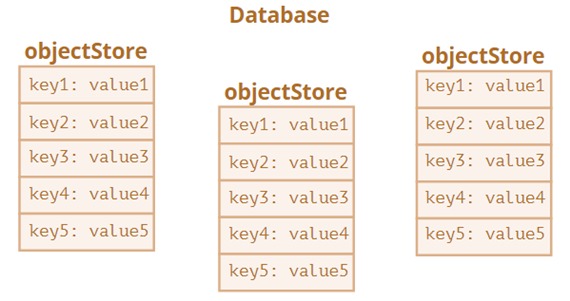 Database
objectStore
key1: value1
key2: value2
key3: value3
key4: value4
key5: value5
objectStore
key1: value1
key2: value2
key3: value3
key4: value4
key5: value5
objectStore
key1: value1
key2: value2
key3: value3
key4: value4
key5: value5